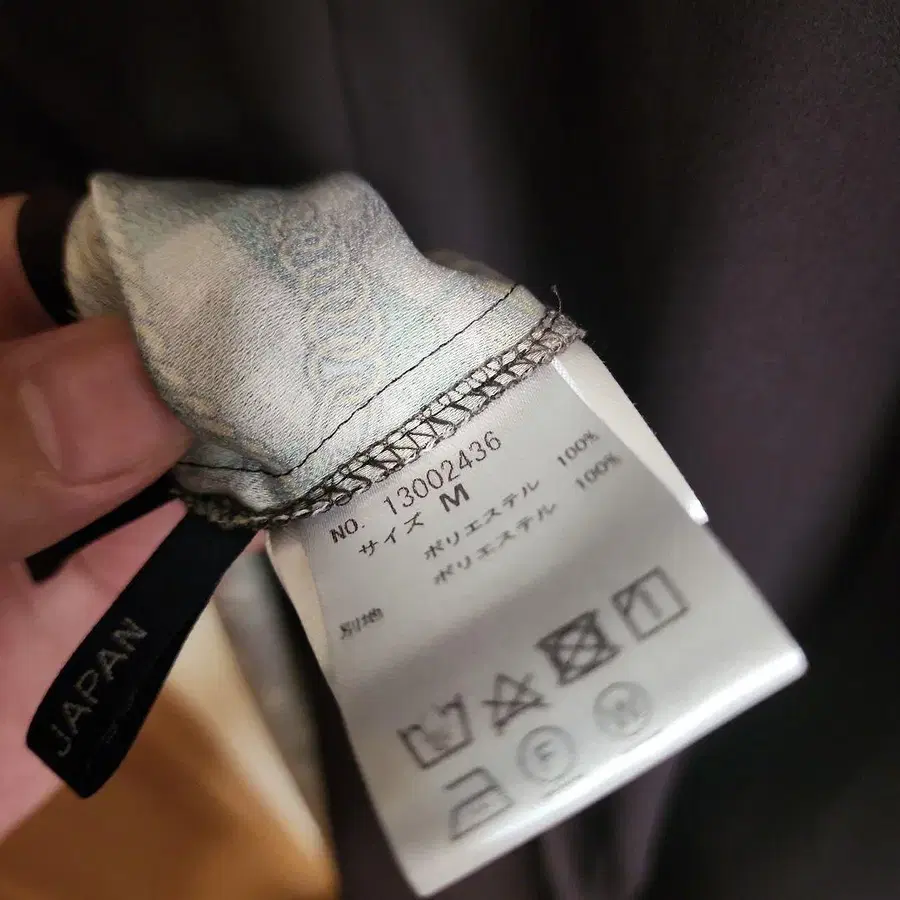 NO. 13002436
サイズ M
ポリエステル 100%
別地 ポリエステル 100%
F
W
JAPAN